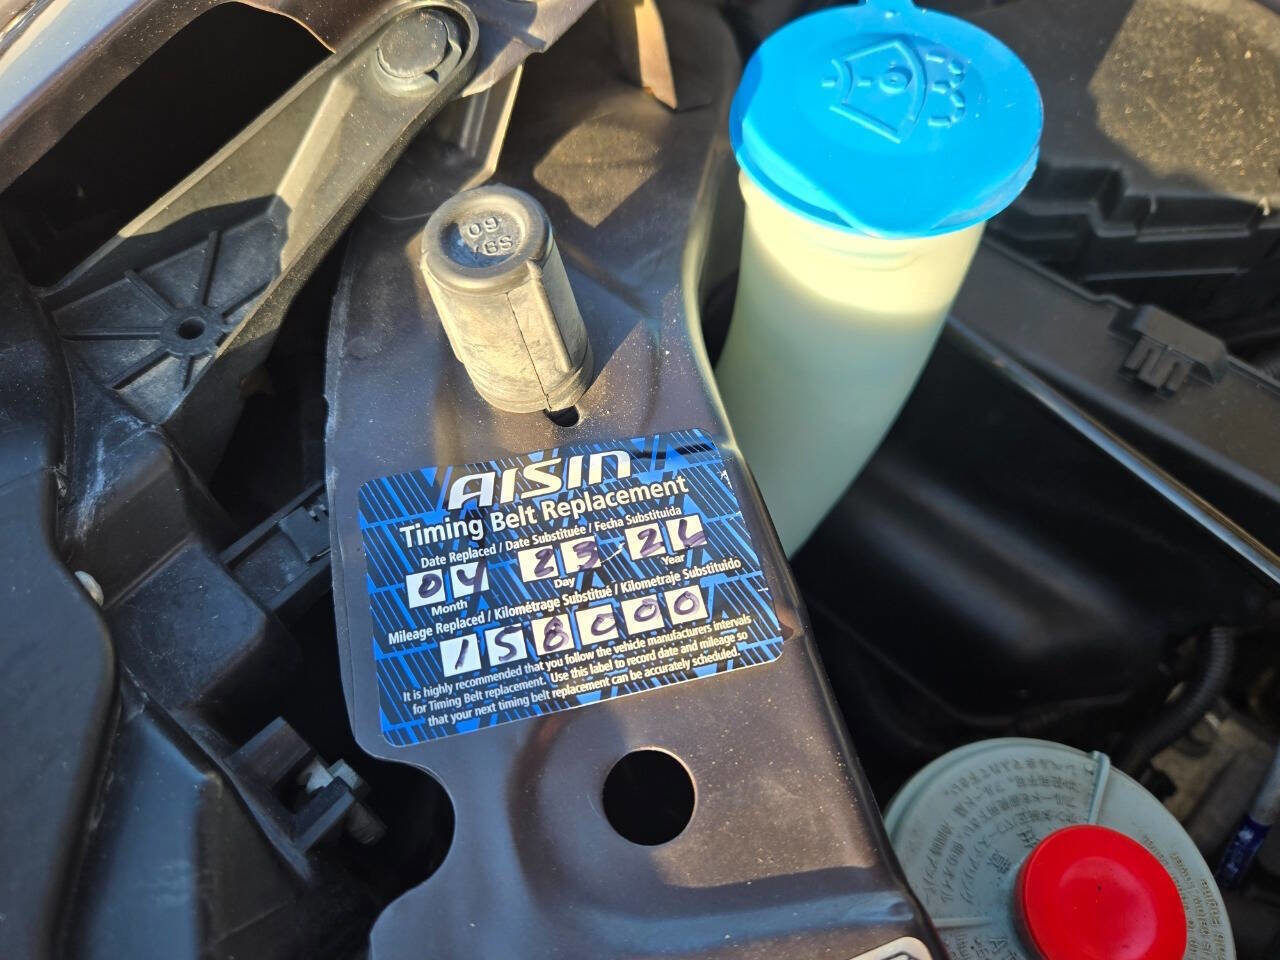 09
BS
AISIN
Timing Belt Replacement
Date Replaced / Date Substituée / Fecha Substituida
04 23 2
Month Day Year
Mileage Replaced / Kilométrage Substitué / Kilometraje Substituido
158000
It is highly recommended that you follow the vehicle manufacturers intervals
for Timing Belt replacement. Use this label to record date and mileage so
that your next timing belt replacement can be accurately scheduled.